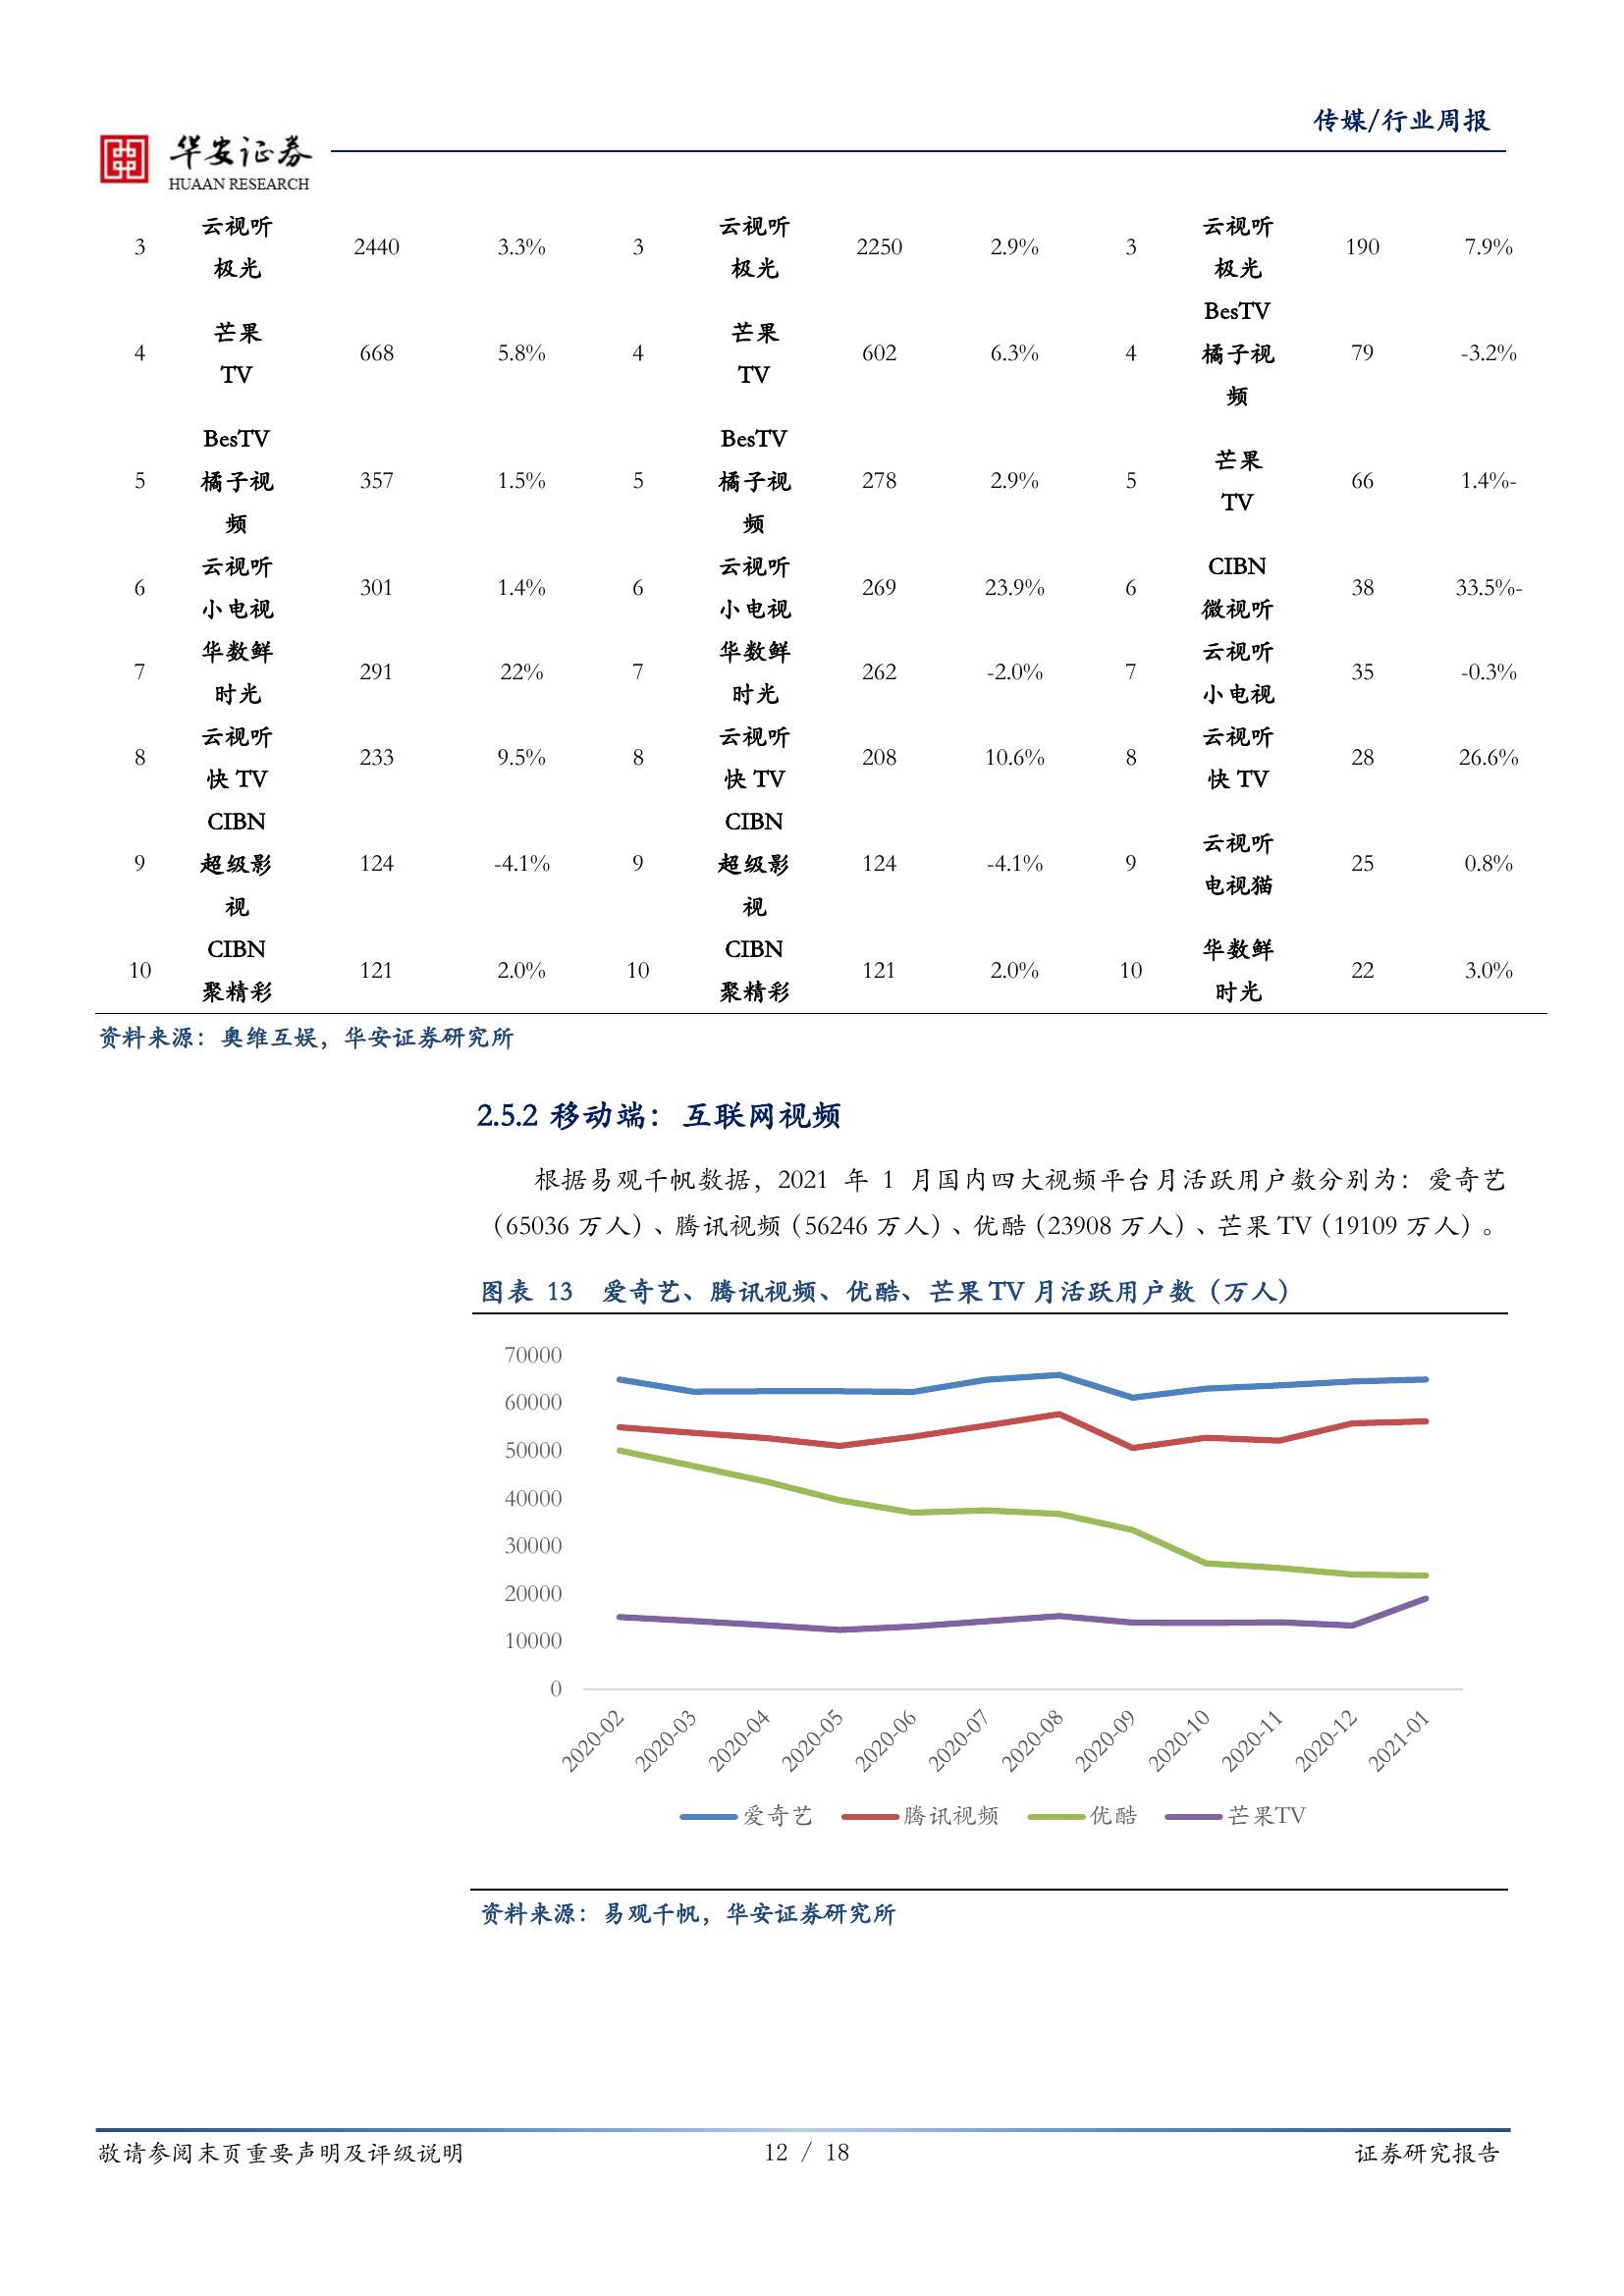 传媒/行业周报
华安证券
HUAAN RESEARCH
3 云视听极光 2440 3.3% 3 云视听极光 2250 2.9% 3 云视听极光 190 7.9%
4 芒果TV 668 5.8% 4 芒果TV 602 6.3% 4 BesTV橘子视频 79 -3.2%
5 BesTV橘子视频 357 1.5% 5 BesTV橘子视频 278 2.9% 5 芒果TV 66 1.4%-
6 云视听小电视 301 1.4% 6 云视听小电视 269 23.9% 6 CIBN微视听 38 33.5%-
7 华数鲜时光 291 22% 7 华数鲜时光 262 -2.0% 7 云视听小电视 35 -0.3%
8 云视听快TV 233 9.5% 8 云视听快TV 208 10.6% 8 云视听快TV 28 26.6%
9 CIBN超级影视 124 -4.1% 9 CIBN超级影视 124 -4.1% 9 云视听电视猫 25 0.8%
10 CIBN聚精彩 121 2.0% 10 CIBN聚精彩 121 2.0% 10 华数鲜时光 22 3.0%
资料来源：奥维互娱，华安证券研究所
2.5.2 移动端：互联网视频
根据易观千帆数据，2021 年 1 月国内四大视频平台月活跃用户数分别为：爱奇艺
（65036 万人）、腾讯视频（56246 万人）、优酷（23908 万人）、芒果 TV（19109 万人）。
图表 13 爱奇艺、腾讯视频、优酷、芒果 TV 月活跃用户数（万人）
70000
60000
50000
40000
30000
20000
10000
0
2020-02 2020-03 2020-04 2020-05 2020-06 2020-07 2020-08 2020-09 2020-10 2020-11 2020-12 2021-01
爱奇艺 腾讯视频 优酷 芒果TV
资料来源：易观千帆，华安证券研究所
敬请参阅末页重要声明及评级说明 12 / 18 证券研究报告